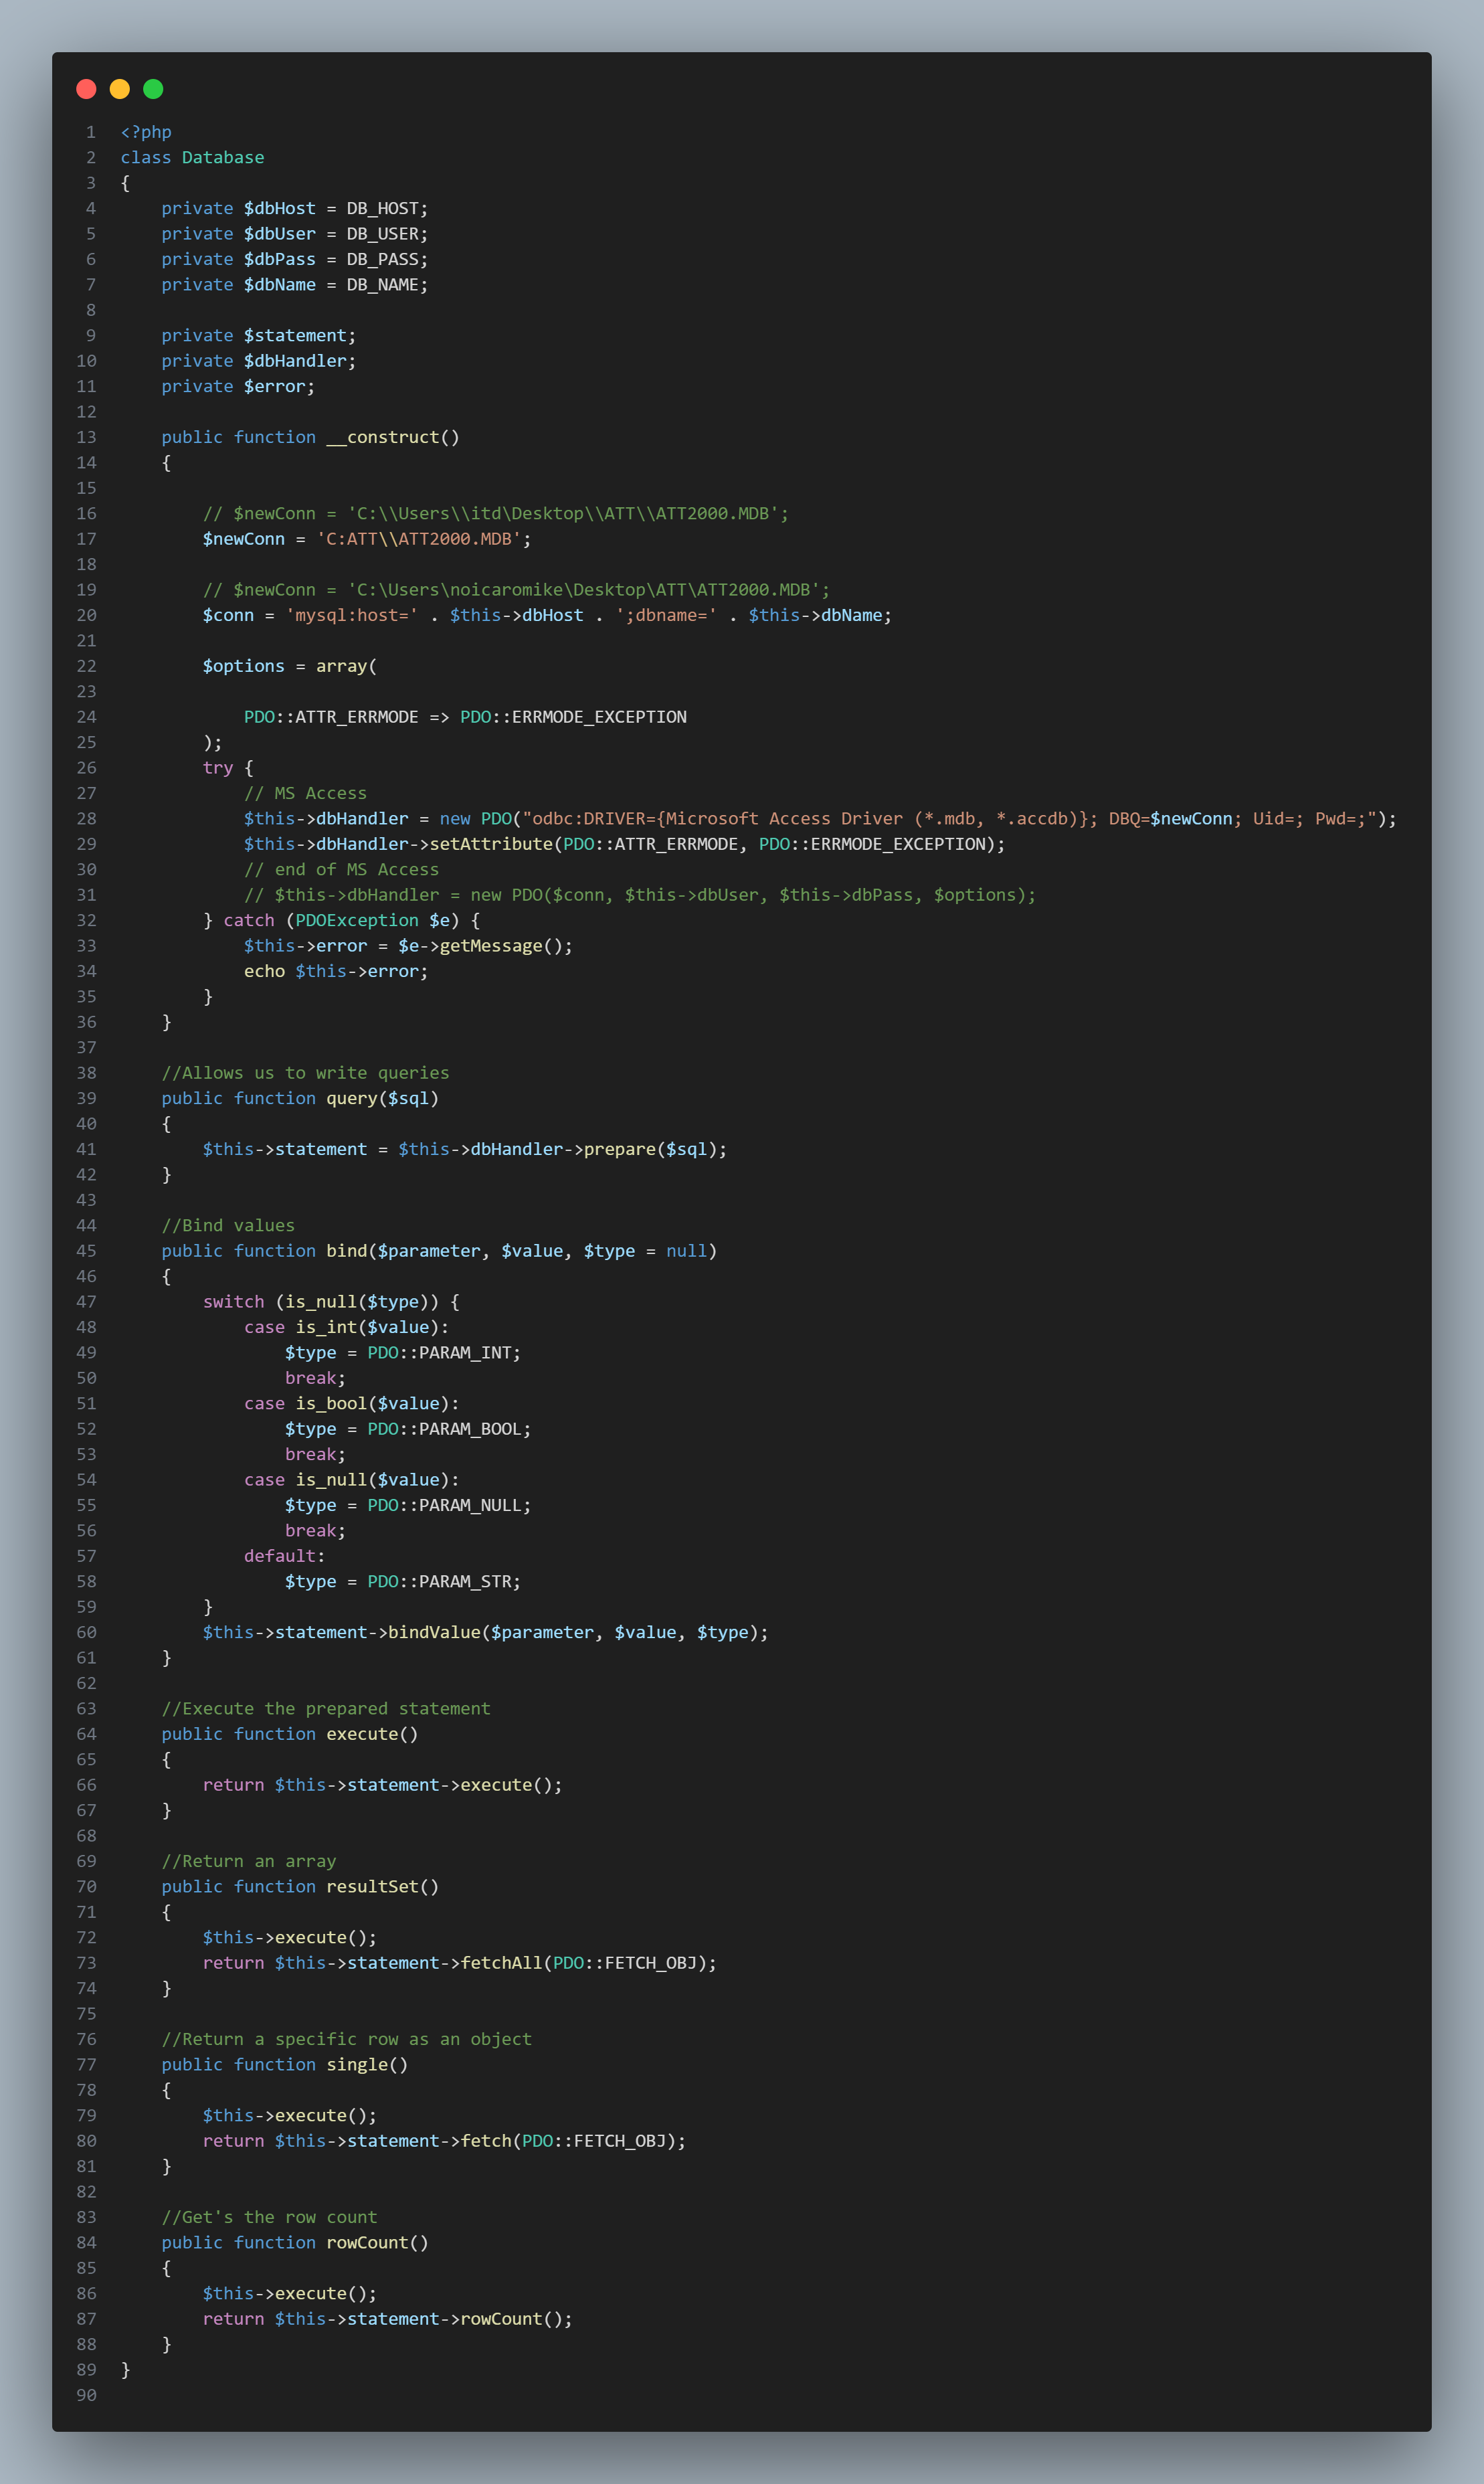 1 <?php
2 class Database
3 {
4     private $dbHost = DB_HOST;
5     private $dbUser = DB_USER;
6     private $dbPass = DB_PASS;
7     private $dbName = DB_NAME;
8
9     private $statement;
10     private $dbHandler;
11     private $error;
12
13     public function __construct()
14     {
15
16         // $newConn = 'C:\\Users\\itd\Desktop\\ATT\\ATT2000.MDB';
17         $newConn = 'C:ATT\\ATT2000.MDB';
18
19         // $newConn = 'C:\Users\noicaromike\Desktop\ATT\ATT2000.MDB';
20         $conn = 'mysql:host=' . $this->dbHost . ';dbname=' . $this->dbName;
21
22         $options = array(
23
24             PDO::ATTR_ERRMODE => PDO::ERRMODE_EXCEPTION
25         );
26         try {
27             // MS Access
28             $this->dbHandler = new PDO("odbc:DRIVER={Microsoft Access Driver (*.mdb, *.accdb)}; DBQ=$newConn; Uid=; Pwd=;");
29             $this->dbHandler->setAttribute(PDO::ATTR_ERRMODE, PDO::ERRMODE_EXCEPTION);
30             // end of MS Access
31             // $this->dbHandler = new PDO($conn, $this->dbUser, $this->dbPass, $options);
32         } catch (PDOException $e) {
33             $this->error = $e->getMessage();
34             echo $this->error;
35         }
36     }
37
38     //Allows us to write queries
39     public function query($sql)
40     {
41         $this->statement = $this->dbHandler->prepare($sql);
42     }
43
44     //Bind values
45     public function bind($parameter, $value, $type = null)
46     {
47         switch (is_null($type)) {
48             case is_int($value):
49                 $type = PDO::PARAM_INT;
50                 break;
51             case is_bool($value):
52                 $type = PDO::PARAM_BOOL;
53                 break;
54             case is_null($value):
55                 $type = PDO::PARAM_NULL;
56                 break;
57             default:
58                 $type = PDO::PARAM_STR;
59         }
60         $this->statement->bindValue($parameter, $value, $type);
61     }
62
63     //Execute the prepared statement
64     public function execute()
65     {
66         return $this->statement->execute();
67     }
68
69     //Return an array
70     public function resultSet()
71     {
72         $this->execute();
73         return $this->statement->fetchAll(PDO::FETCH_OBJ);
74     }
75
76     //Return a specific row as an object
77     public function single()
78     {
79         $this->execute();
80         return $this->statement->fetch(PDO::FETCH_OBJ);
81     }
82
83     //Get's the row count
84     public function rowCount()
85     {
86         $this->execute();
87         return $this->statement->rowCount();
88     }
89 }
90